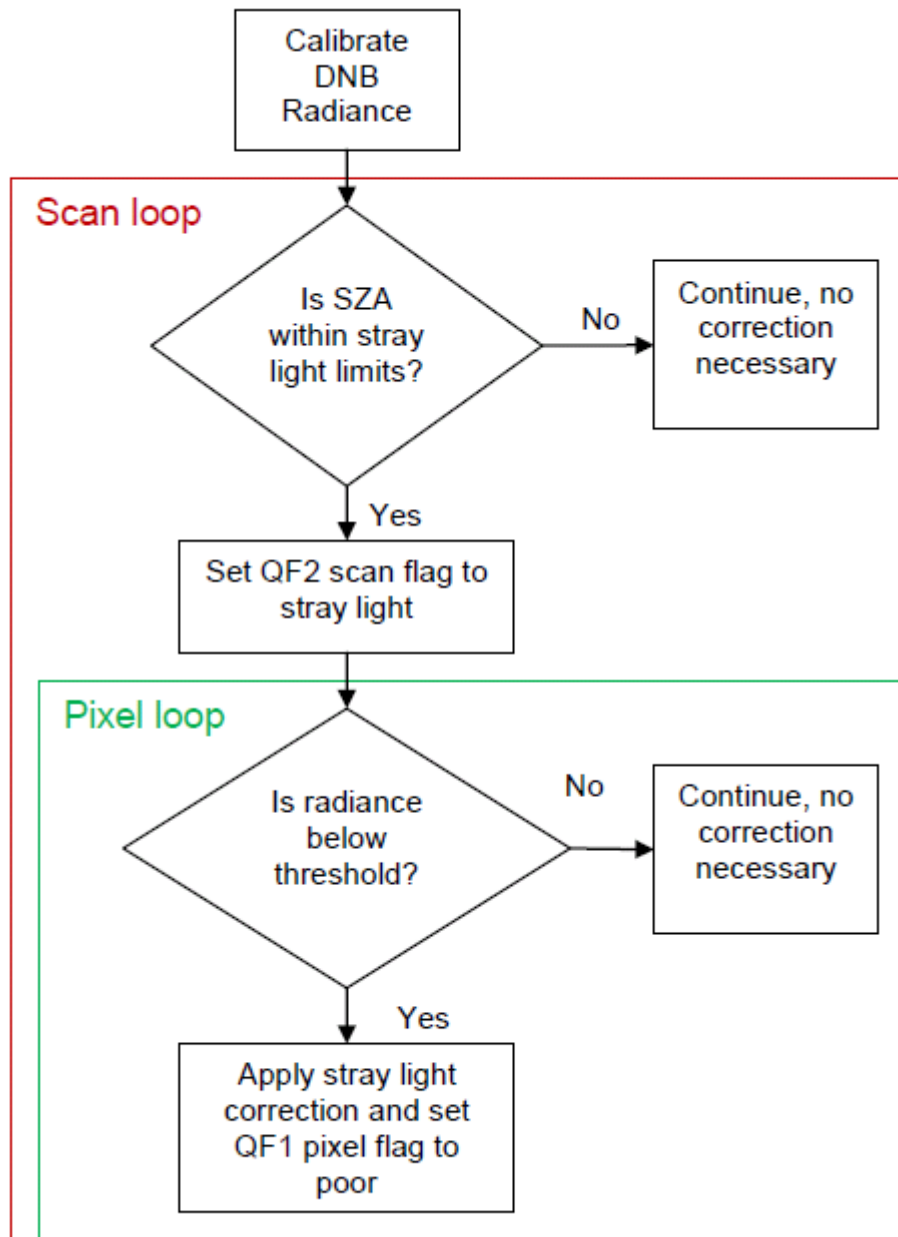 Calibrate
DNB
Radiance
Scan loop
Is SZA
within stray
light limits?
No
Continue, no
correction
necessary
Yes
Set QF2 scan flag to
stray light
Pixel loop
Is radiance
below
threshold?
No
Continue, no
correction
necessary
Yes
Apply stray light
correction and set
QF1 pixel flag to
poor